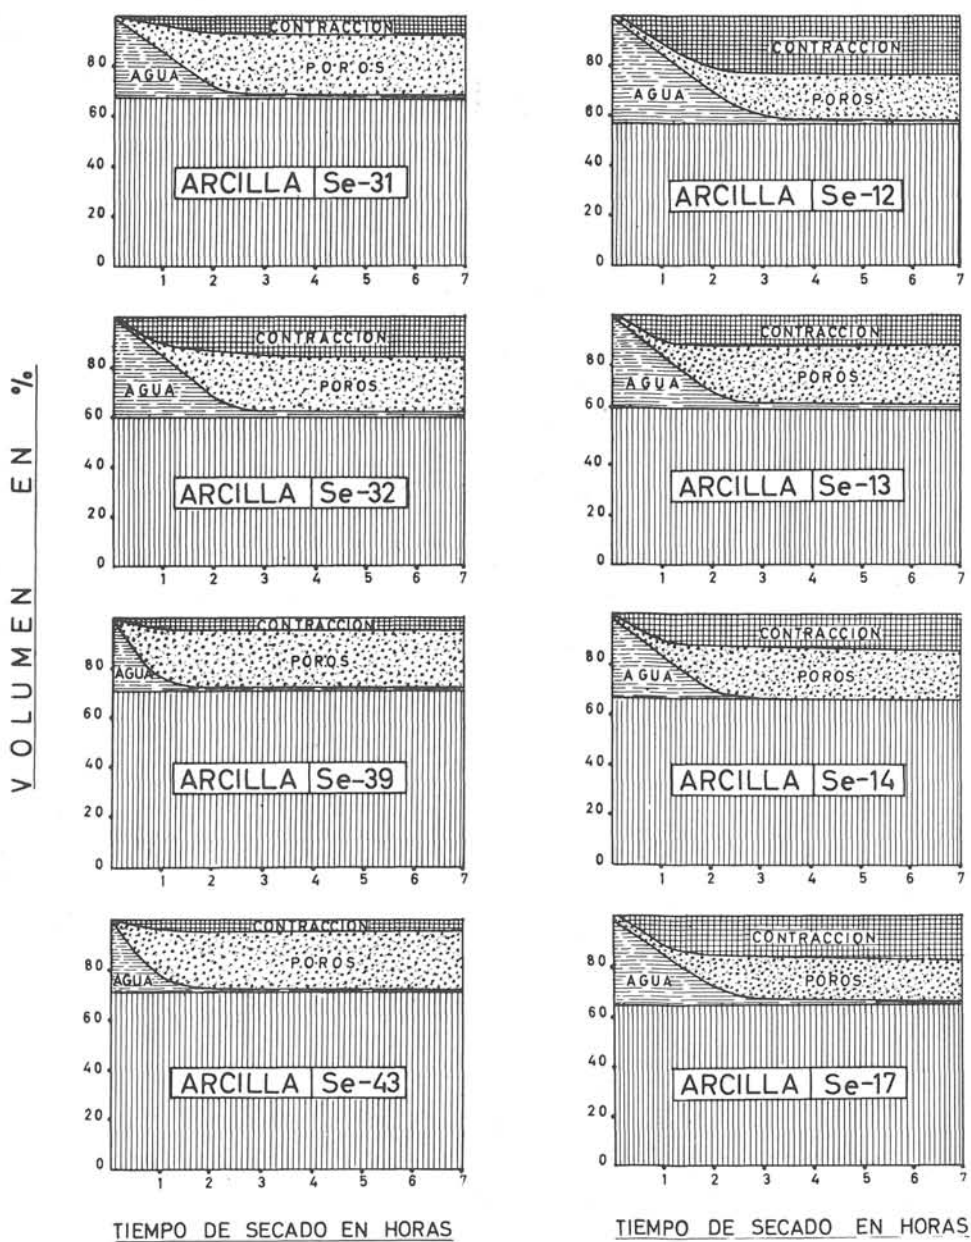 VOLUMEN EN %
CONTRACCION
80
AGUA
POROS
60
40
ARCILLA Se-31
20
0
1 2 3 4 5 6 7
CONTRACCION
80
AGUA
POROS
60
40
ARCILLA Se-12
20
0
1 2 3 4 5 6 7
CONTRACCION
80
AGUA
POROS
60
40
ARCILLA Se-32
20
0
1 2 3 4 5 6 7
CONTRACCION
80
AGUA
POROS
60
40
ARCILLA Se-13
20
0
1 2 3 4 5 6 7
CONTRACCION
80
AGUA
POROS
60
40
ARCILLA Se-39
20
0
1 2 3 4 5 6 7
CONTRACCION
80
AGUA
POROS
60
40
ARCILLA Se-14
20
0
1 2 3 4 5 6 7
CONTRACCION
80
AGUA
POROS
60
40
ARCILLA Se-43
20
0
1 2 3 4 5 6 7
CONTRACCION
80
AGUA
POROS
60
40
ARCILLA Se-17
20
0
1 2 3 4 5 6 7
TIEMPO DE SECADO EN HORAS
TIEMPO DE SECADO EN HORAS